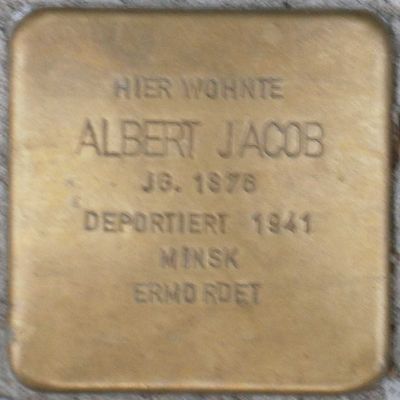 HIER WOHNTE
ALBERT JACOB
JG. 1876
DEPORTIERT 1941
MINSK
ERMORDET